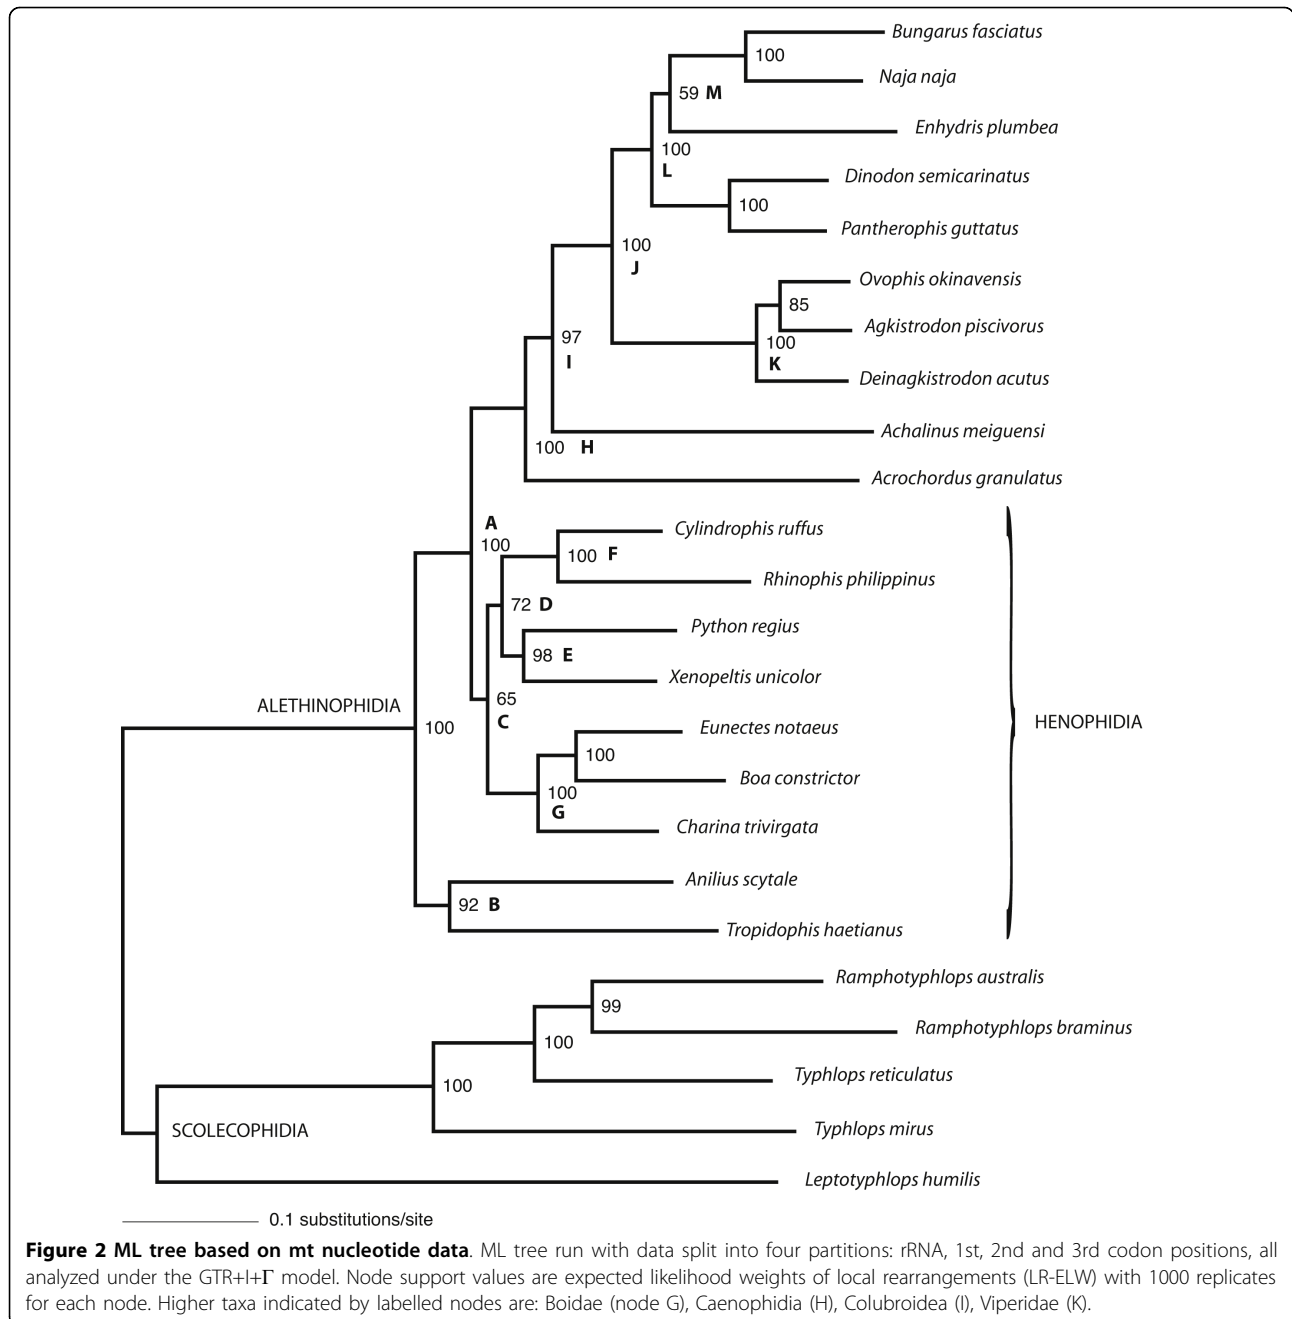 Bungarus fasciatus
100
Naja naja
59 M
Enhydris plumbea
100
L
Dinodon semicarinatus
100
Pantherophis guttatus
100
J
Ovophis okinavensis
85
Agkistrodon piscivorus
100
K
Deinagkistrodon acutus
97
I
Achalinus meiguensi
100 H
Acrochordus granulatus
A
100
Cylindrophis ruffus
100 F
Rhinophis philippinus
72 D
Python regius
98 E
Xenopeltis unicolor
65
C
ALETHINOPHIDIA
100
HENOPHIDIA
Eunectes notaeus
100
Boa constrictor
100
G
Charina trivirgata
Anilius scytale
92 B
Tropidophis haetianus
Ramphotyphlops australis
99
Ramphotyphlops braminus
100
Typhlops reticulatus
100
SCOLECOPHIDIA
Typhlops mirus
Leptotyphlops humilis
0.1 substitutions/site
Figure 2 ML tree based on mt nucleotide data. ML tree run with data split into four partitions: rRNA, 1st, 2nd and 3rd codon positions, all
analyzed under the GTR+I+Γ model. Node support values are expected likelihood weights of local rearrangements (LR-ELW) with 1000 replicates
for each node. Higher taxa indicated by labelled nodes are: Boidae (node G), Caenophidia (H), Colubroidea (I), Viperidae (K).